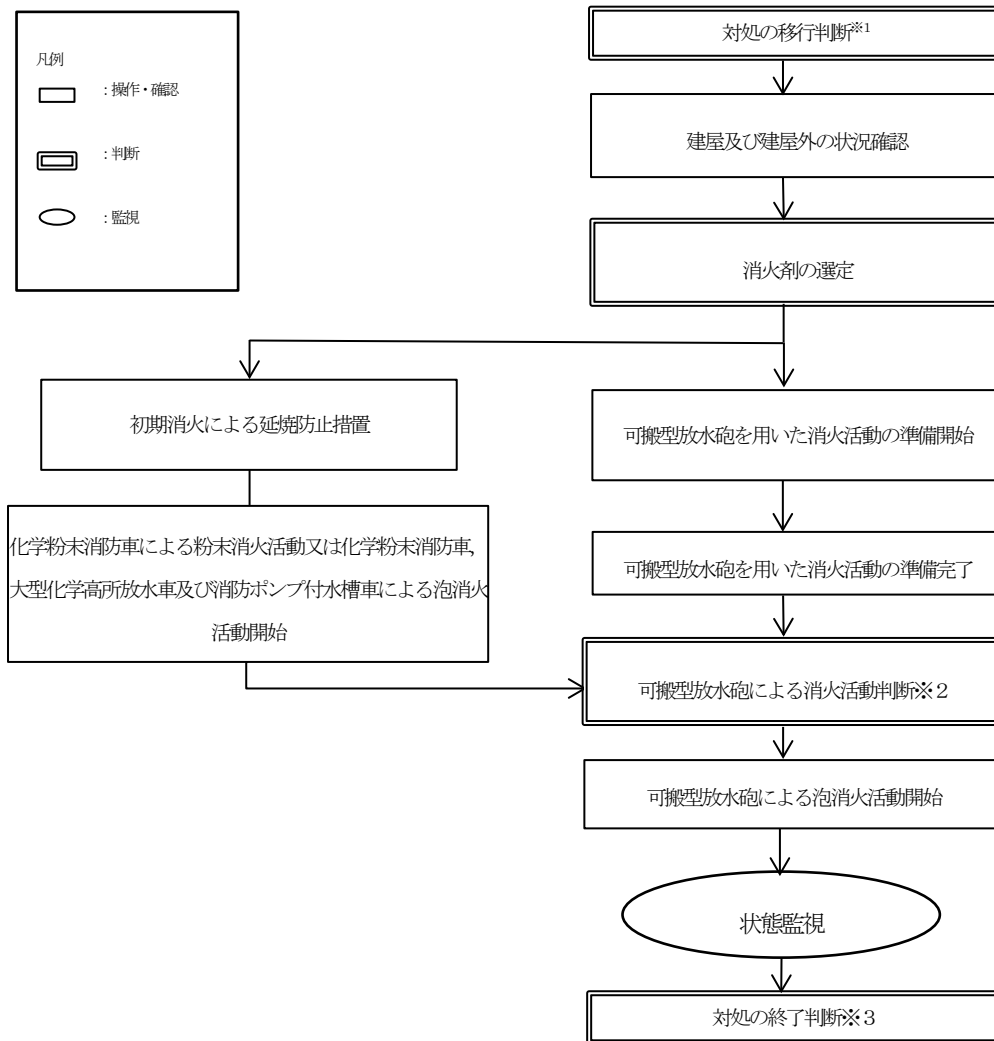 凡例
：操作・確認
：判断
：監視
対処の移行判断※1
建屋及び建屋外の状況確認
消火剤の選定
初期消火による延焼防止措置
化学粉末消防車による粉末消火活動又は化学粉末消防車，
大型化学高所放水車及び消防ポンプ付水槽車による泡消火
活動開始
可搬型放水砲を用いた消火活動の準備開始
可搬型放水砲を用いた消火活動の準備完了
可搬型放水砲による消火活動判断※２
可搬型放水砲による泡消火活動開始
状態監視
対処の終了判断※３